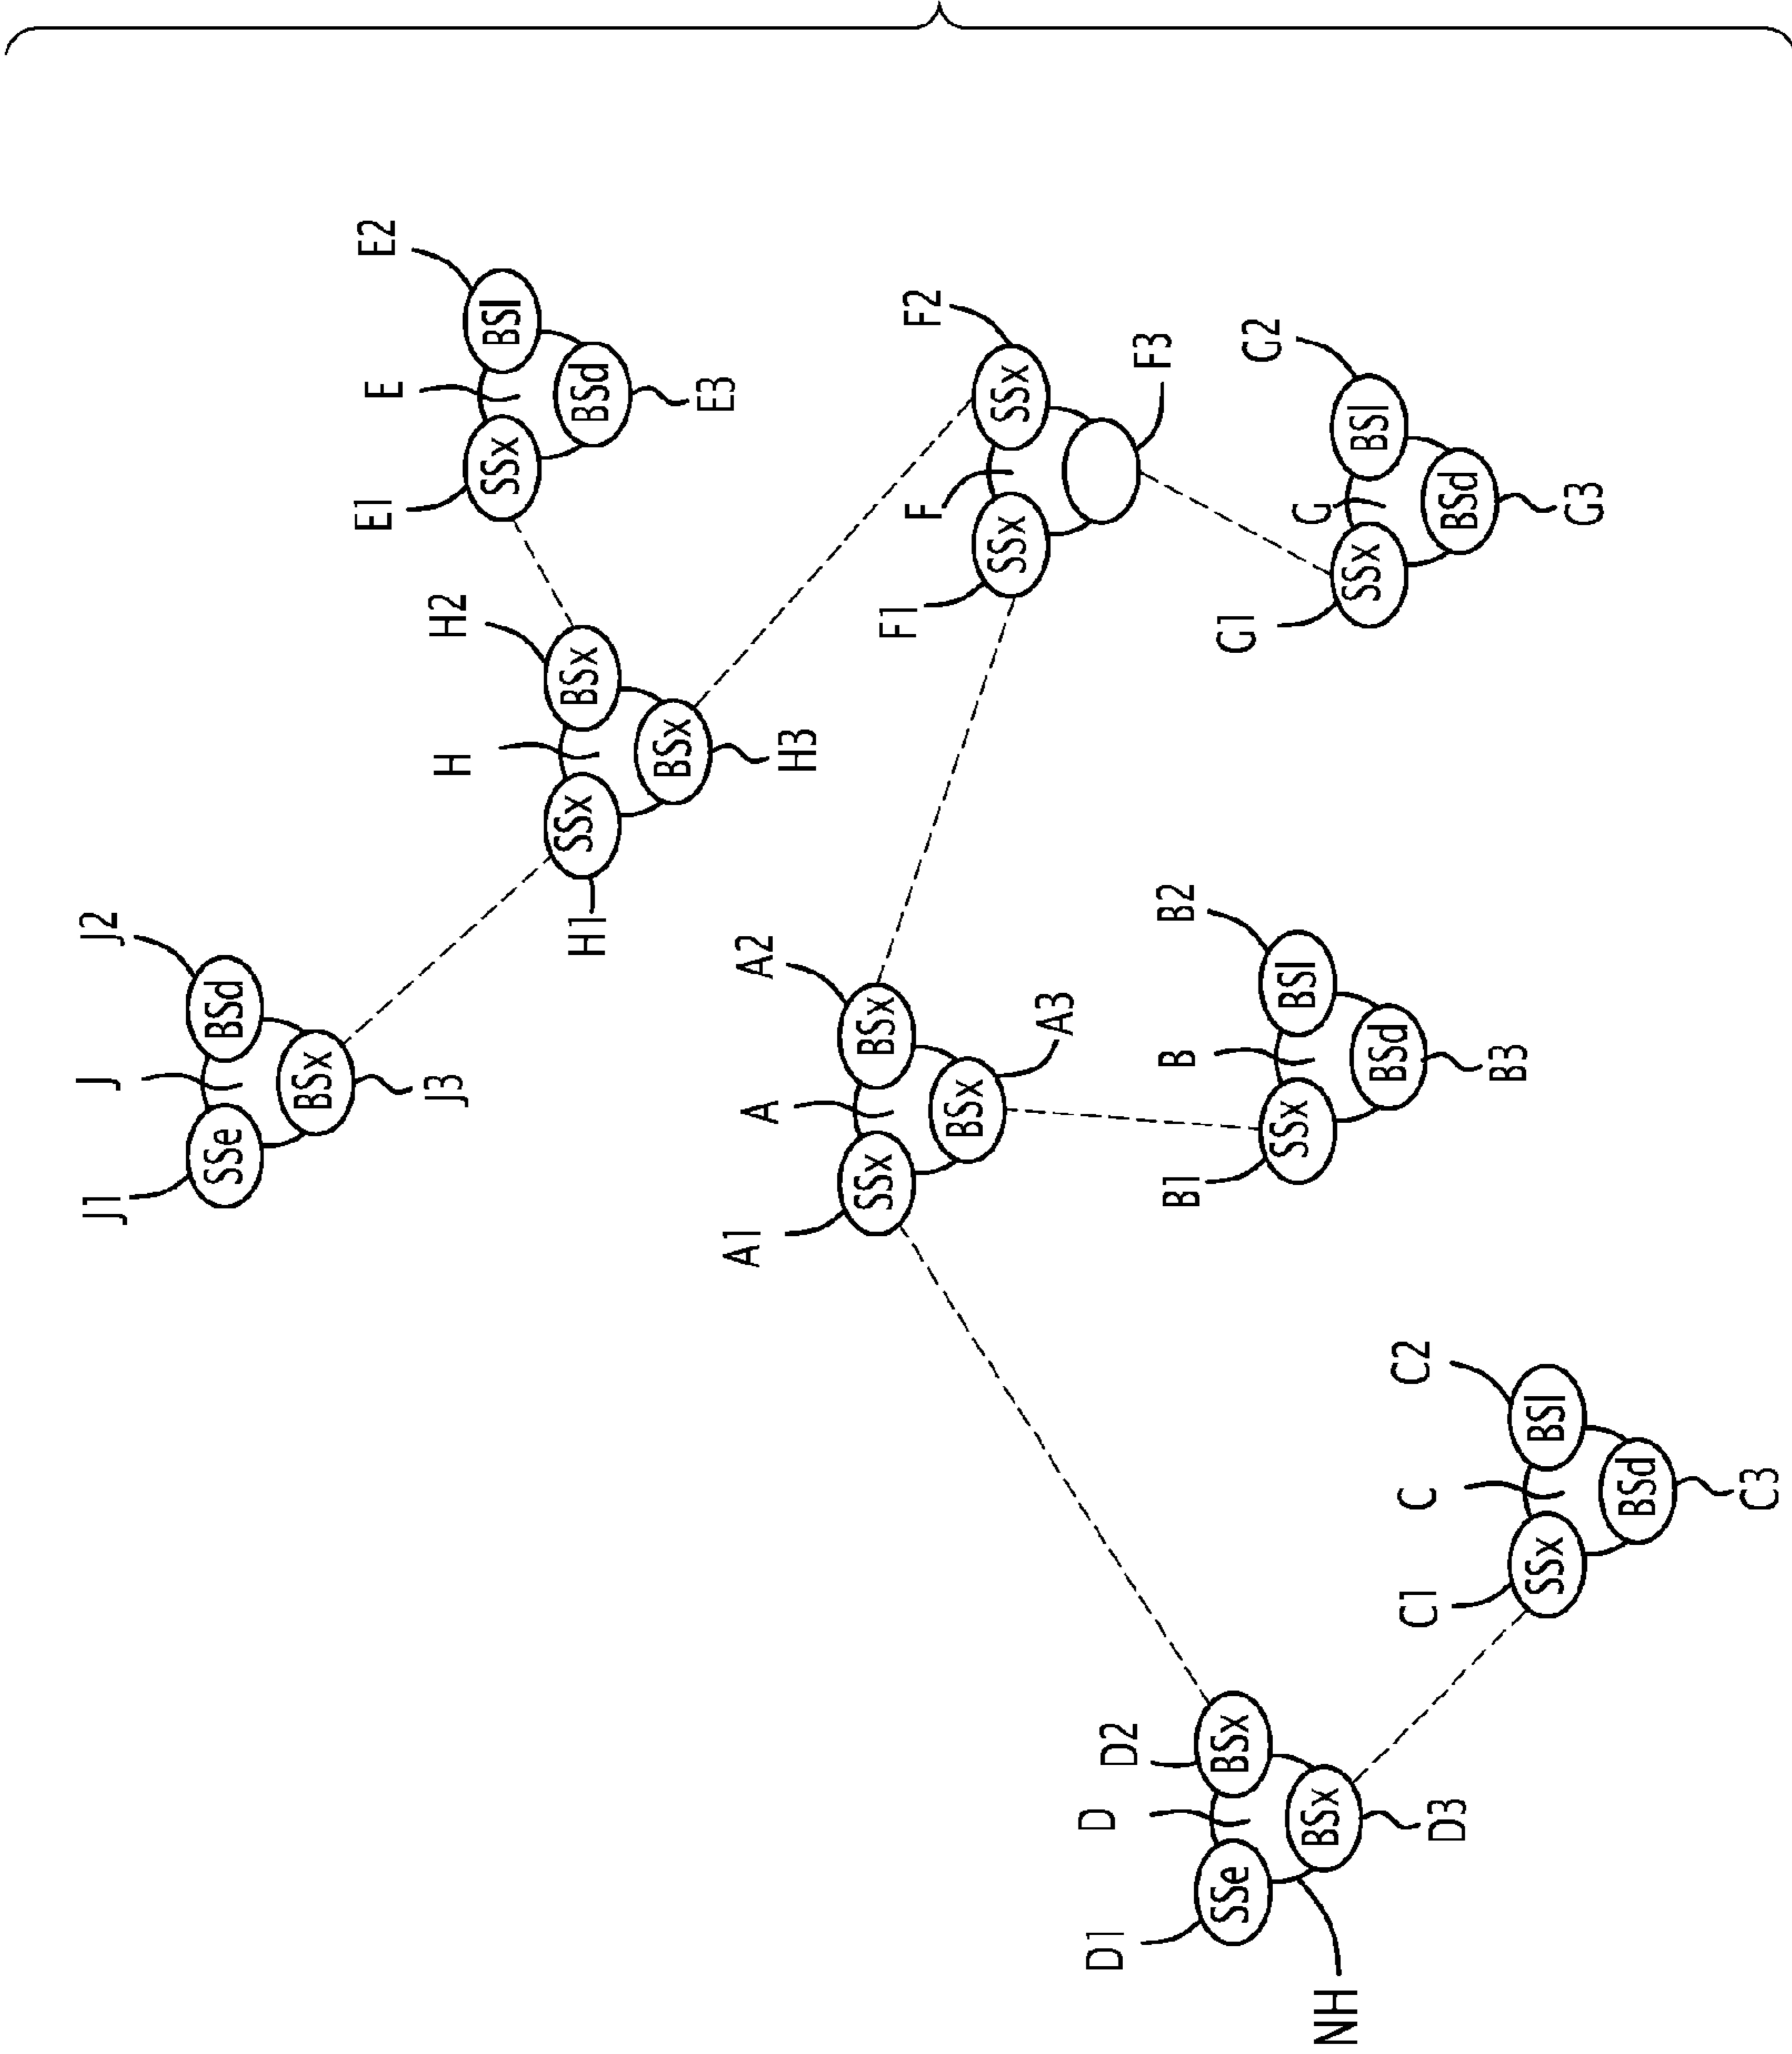 J
J1
J2
J3
SSe
BSd
BSx
E
E1
E2
E3
SSx
BSl
BSd
H
H1
H2
H3
SSx
BSx
BSx
A
A1
A2
A3
SSx
BSx
BSx
F
F1
F2
F3
SSx
SSx
B
B1
B2
B3
SSx
BSl
BSd
G
G1
G2
G3
SSx
BSl
BSd
D
D1
D2
D3
SSe
BSx
BSx
NH
C
C1
C2
C3
SSx
BSl
BSd